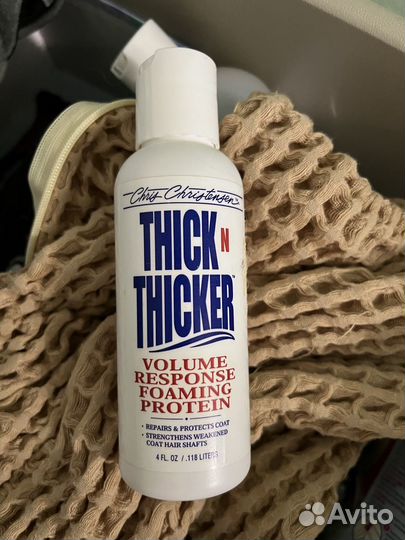 Chris Christensen
THICK N
THICKER™
VOLUME
RESPONSE
FOAMING
PROTEIN
• REPAIRS & PROTECTS COAT
• STRENGTHENS WEAKENED
COAT HAIR SHAFTS
4 FL. OZ / .118 LITERS
Avito